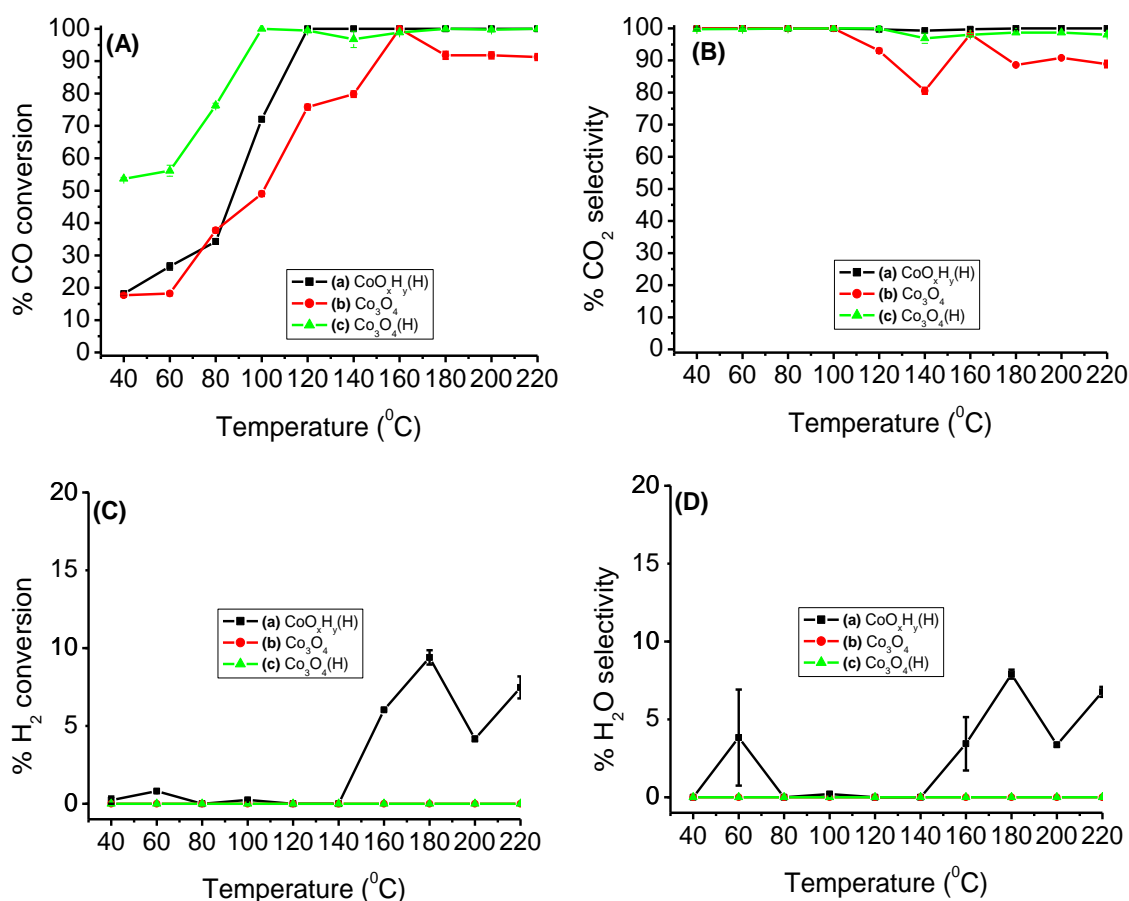 (A)
% CO conversion
100
90
80
70
60
50
40
30
20
10
0
(a) CoOxHy(H)
(b) Co3O4
(c) Co3O4(H)
40 60 80 100 120 140 160 180 200 220
Temperature (⁰C)
(B)
% CO2 selectivity
100
90
80
70
60
50
40
30
20
10
0
(a) CoOxHy(H)
(b) Co3O4
(c) Co3O4(H)
40 60 80 100 120 140 160 180 200 220
Temperature (⁰C)
(C)
% H2 conversion
20
15
10
5
0
(a) CoOxHy(H)
(b) Co3O4
(c) Co3O4(H)
40 60 80 100 120 140 160 180 200 220
Temperature (⁰C)
(D)
% H2O selectivity
20
15
10
5
0
(a) CoOxHy(H)
(b) Co3O4
(c) Co3O4(H)
40 60 80 100 120 140 160 180 200 220
Temperature (⁰C)